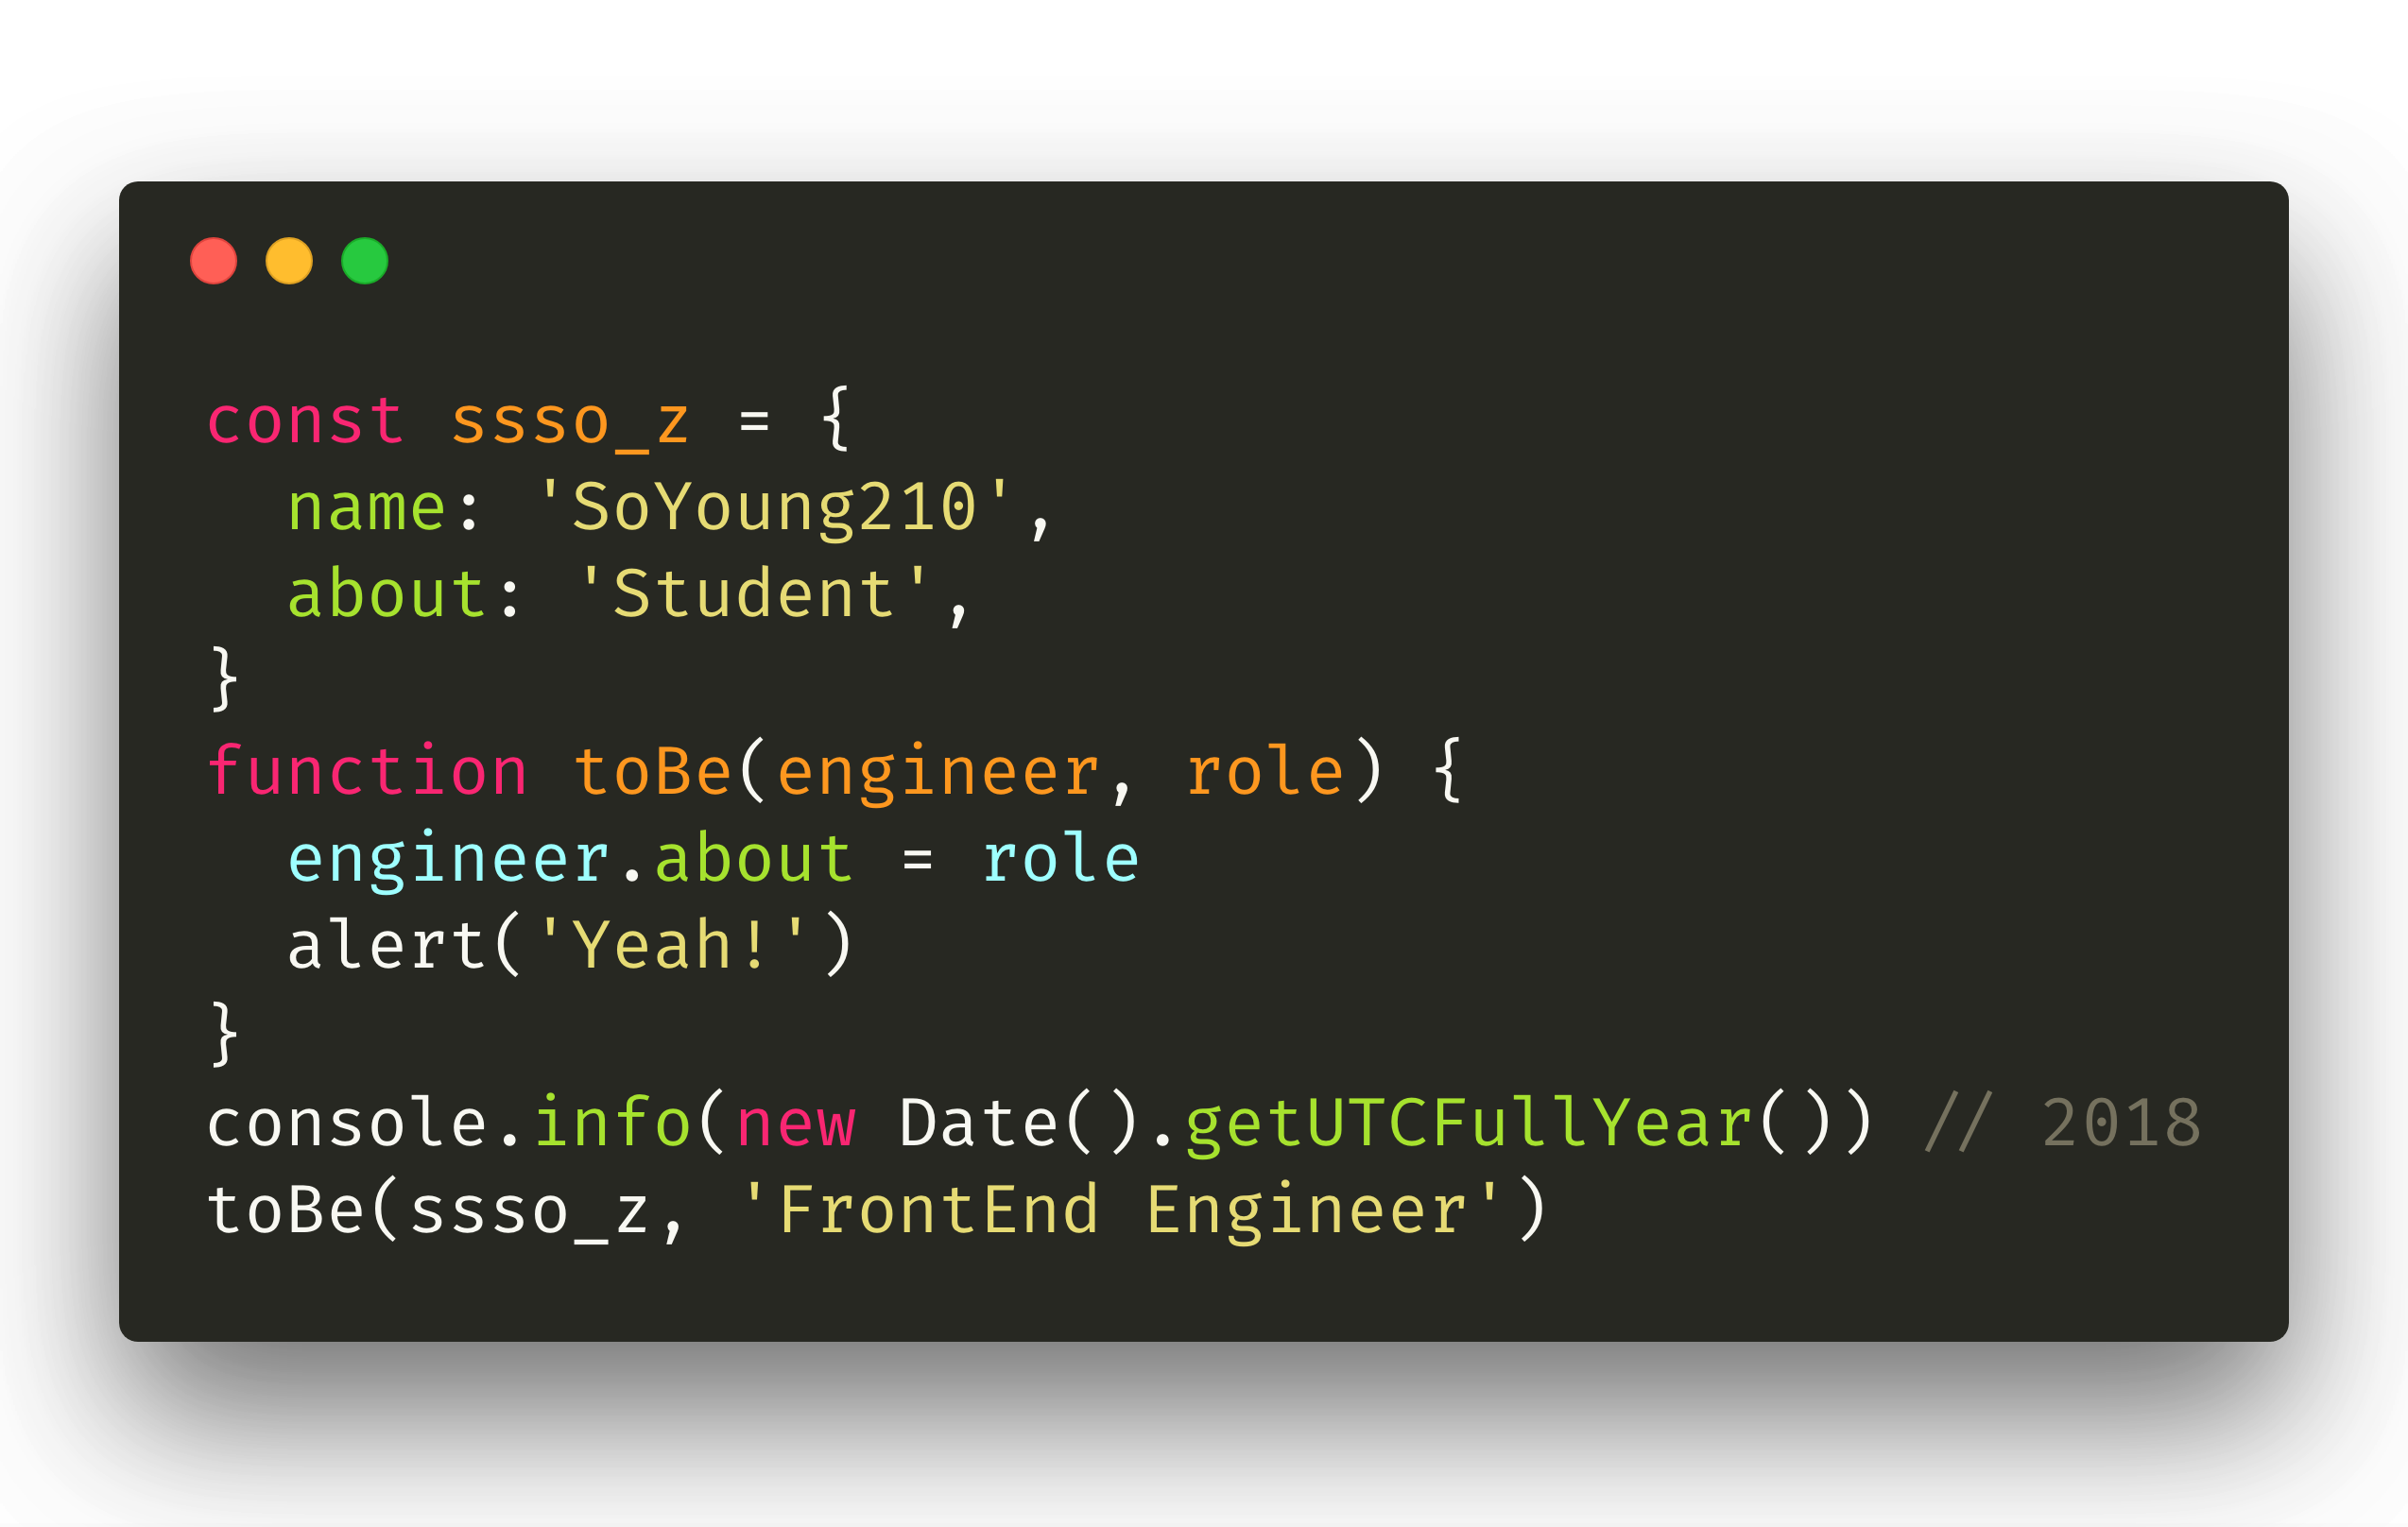 const ssso_z = {
  name: 'SoYoung210',
  about: 'Student',
}
function toBe(engineer, role) {
  engineer.about = role
  alert('Yeah!')
}
console.info(new Date().getUTCFullYear()) // 2018
toBe(ssso_z, 'FrontEnd Engineer')